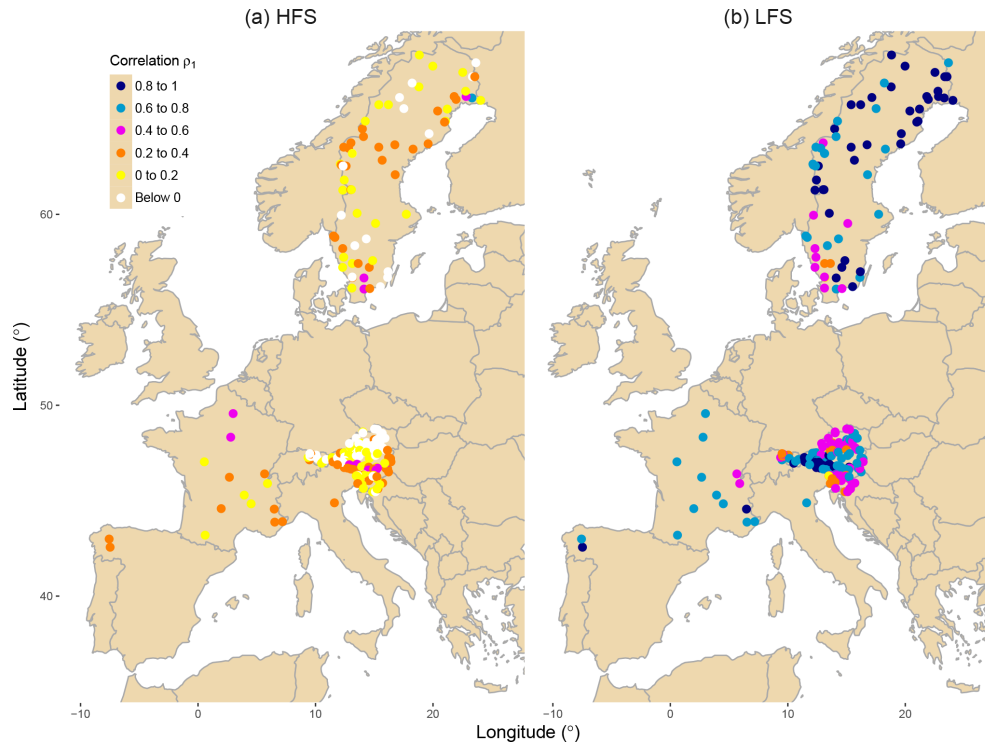 (a) HFS
(b) LFS
Correlation ρ1
0.8 to 1
0.6 to 0.8
0.4 to 0.6
0.2 to 0.4
0 to 0.2
Below 0
Latitude (°)
60
50
40
−10 0 10 20
−10 0 10 20
Longitude (°)